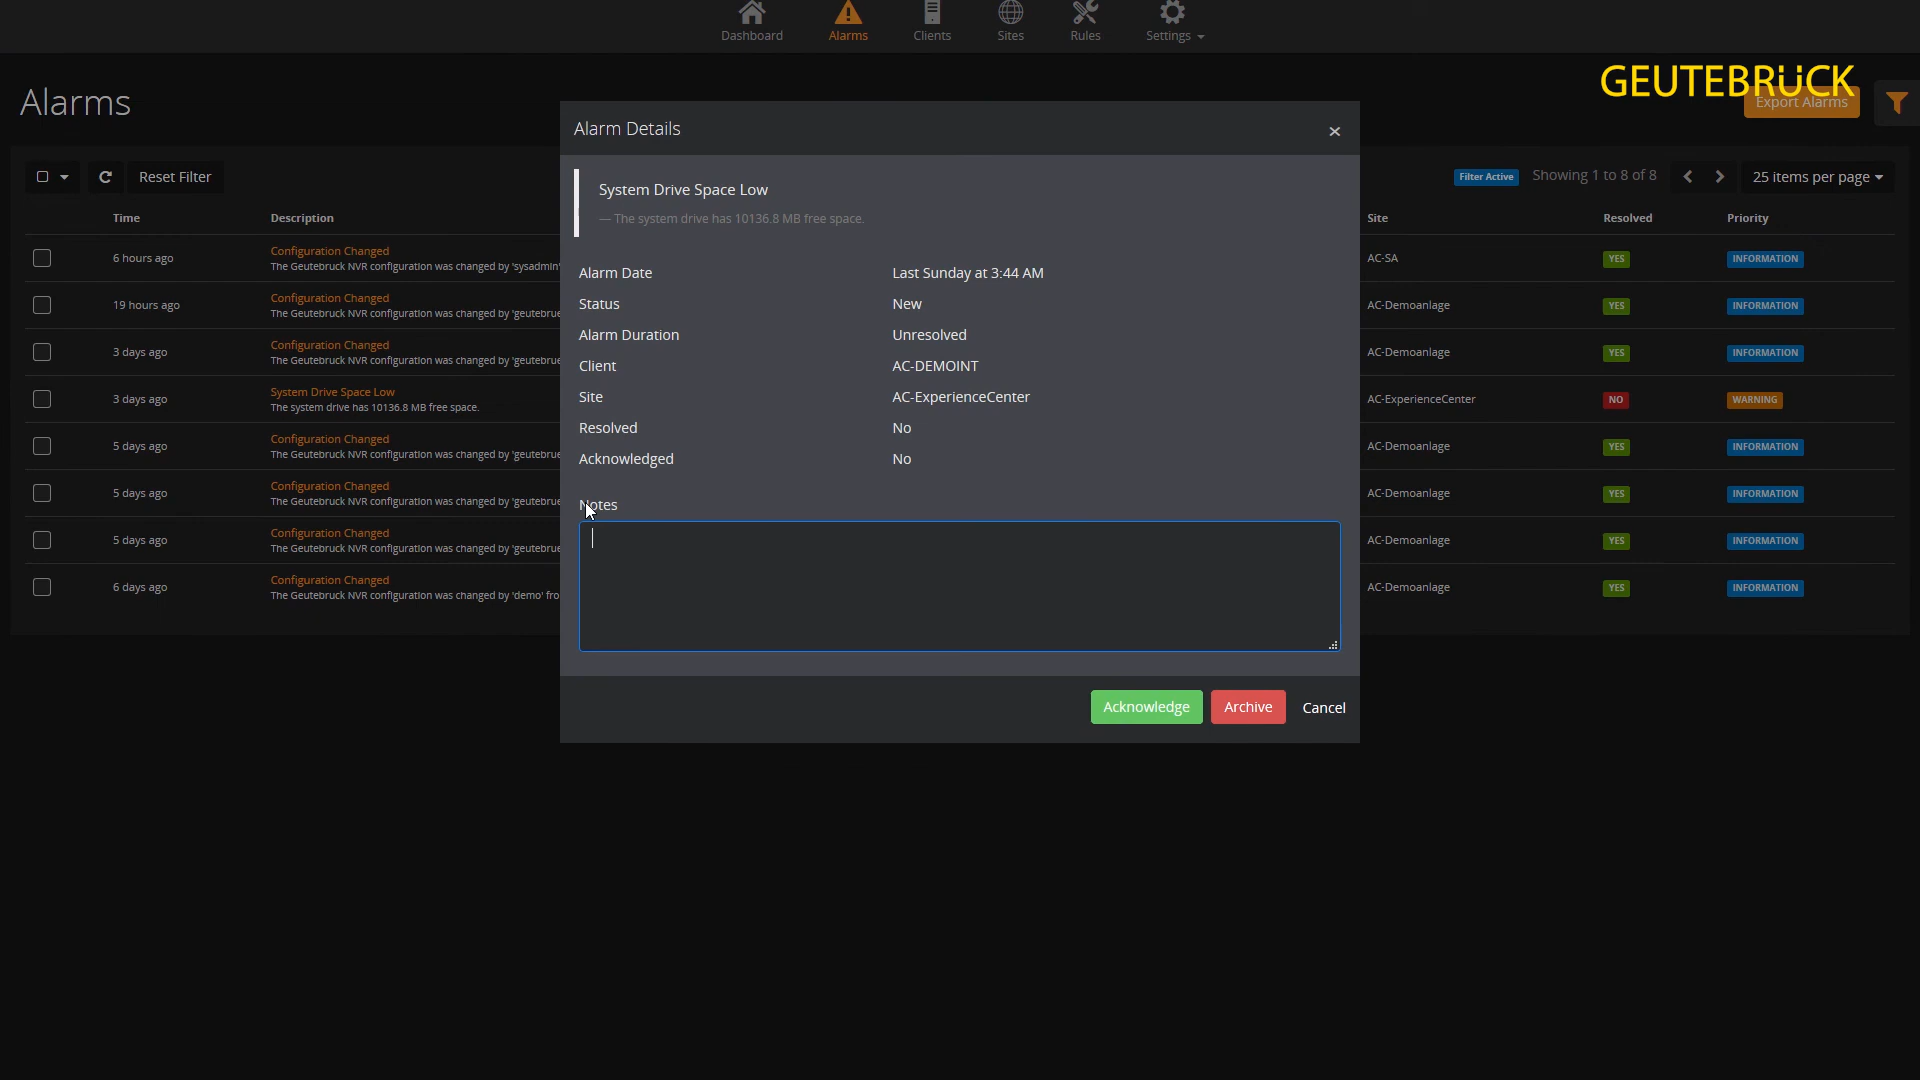 Dashboard
Alarms
Clients
Sites
Rules
Settings
GEUTEBRÜCK
Alarms
Export Alarms
Alarm Details
×
Reset Filter
Filter Active
Showing 1 to 8 of 8
25 items per page
System Drive Space Low
— The system drive has 10136.8 MB free space.
Alarm Date Last Sunday at 3:44 AM
Status New
Alarm Duration Unresolved
Client AC-DEMOINT
Site AC-ExperienceCenter
Resolved No
Acknowledged No
Notes
Acknowledge
Archive
Cancel
Time Description Site Resolved Priority
6 hours ago Configuration Changed AC-SA YES INFORMATION
The Geutebruck NVR configuration was changed by 'sysadmin'
19 hours ago Configuration Changed AC-Demoanlage YES INFORMATION
The Geutebruck NVR configuration was changed by 'geutebrue
3 days ago Configuration Changed AC-Demoanlage YES INFORMATION
The Geutebruck NVR configuration was changed by 'geutebrue
3 days ago System Drive Space Low AC-ExperienceCenter NO WARNING
The system drive has 10136.8 MB free space.
5 days ago Configuration Changed AC-Demoanlage YES INFORMATION
The Geutebruck NVR configuration was changed by 'geutebrue
5 days ago Configuration Changed AC-Demoanlage YES INFORMATION
The Geutebruck NVR configuration was changed by 'geutebrue
5 days ago Configuration Changed AC-Demoanlage YES INFORMATION
The Geutebruck NVR configuration was changed by 'geutebrue
6 days ago Configuration Changed AC-Demoanlage YES INFORMATION
The Geutebruck NVR configuration was changed by 'demo' fro